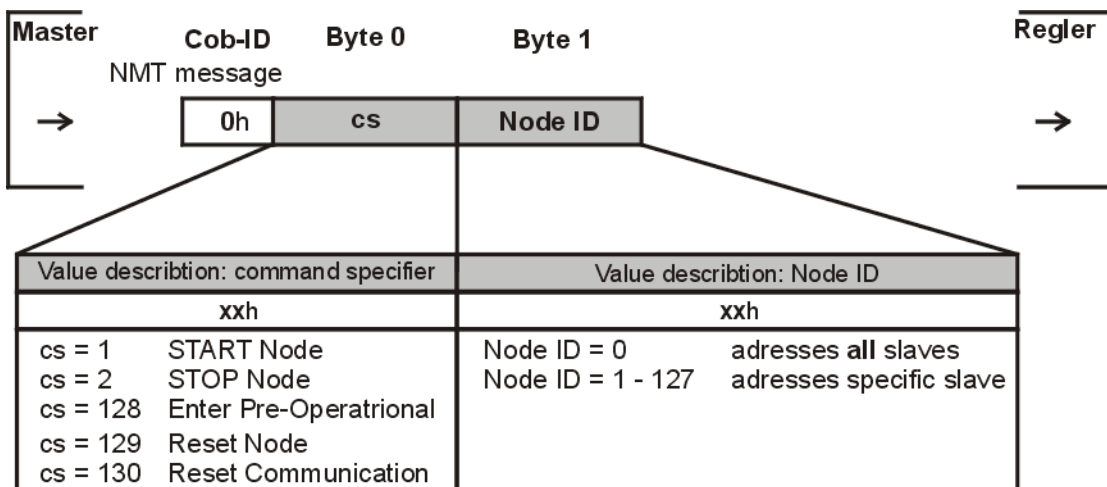 Master Cob-ID Byte 0 Byte 1 Regler
NMT message
→ 0h cs Node ID →
Value describtion: command specifier Value describtion: Node ID
xxh xxh
cs = 1 START Node Node ID = 0 adresses all slaves
cs = 2 STOP Node Node ID = 1 - 127 adresses specific slave
cs = 128 Enter Pre-Operatrional
cs = 129 Reset Node
cs = 130 Reset Communication